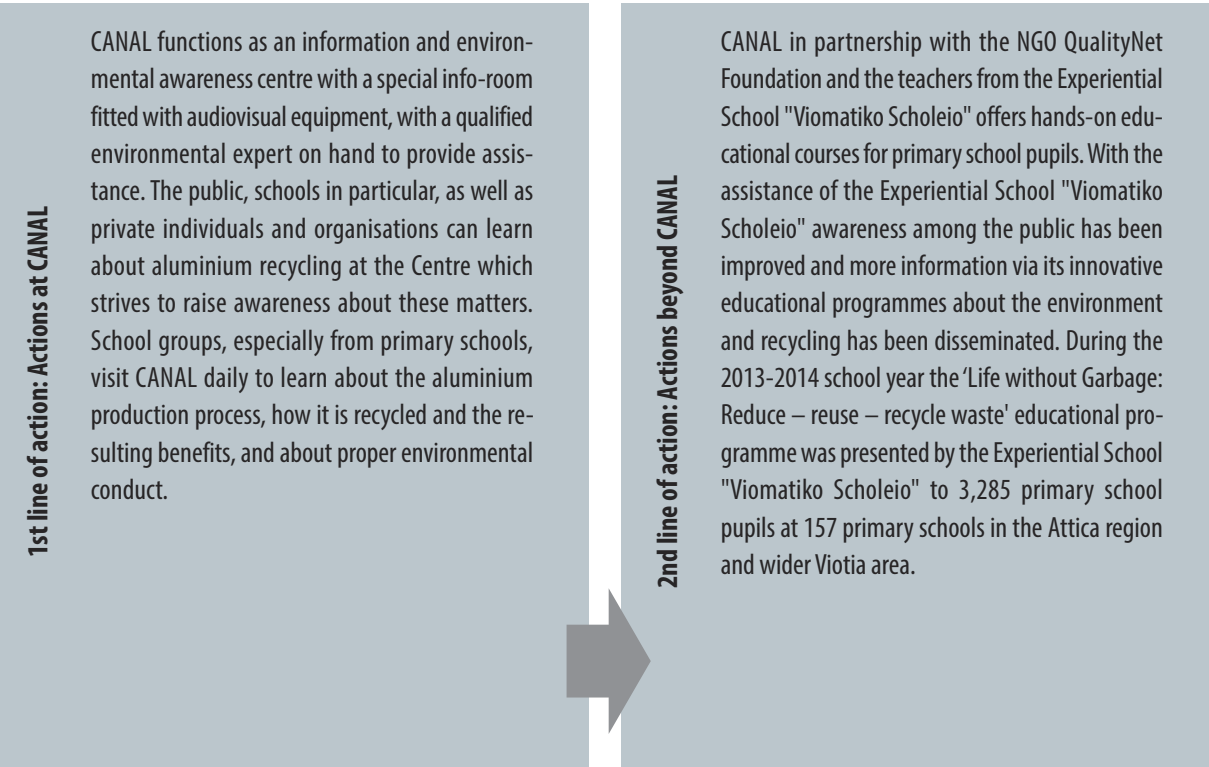 1st line of action: Actions at CANAL
CANAL functions as an information and environ-
mental awareness centre with a special info-room
fitted with audiovisual equipment, with a qualified
environmental expert on hand to provide assis-
tance. The public, schools in particular, as well as
private individuals and organisations can learn
about aluminium recycling at the Centre which
strives to raise awareness about these matters.
School groups, especially from primary schools,
visit CANAL daily to learn about the aluminium
production process, how it is recycled and the re-
sulting benefits, and about proper environmental
conduct.
2nd line of action: Actions beyond CANAL
CANAL in partnership with the NGO QualityNet
Foundation and the teachers from the Experiential
School "Viomatiko Scholeio" offers hands-on edu-
cational courses for primary school pupils. With the
assistance of the Experiential School "Viomatiko
Scholeio" awareness among the public has been
improved and more information via its innovative
educational programmes about the environment
and recycling has been disseminated. During the
2013-2014 school year the ‘Life without Garbage:
Reduce – reuse – recycle waste' educational pro-
gramme was presented by the Experiential School
"Viomatiko Scholeio" to 3,285 primary school
pupils at 157 primary schools in the Attica region
and wider Viotia area.